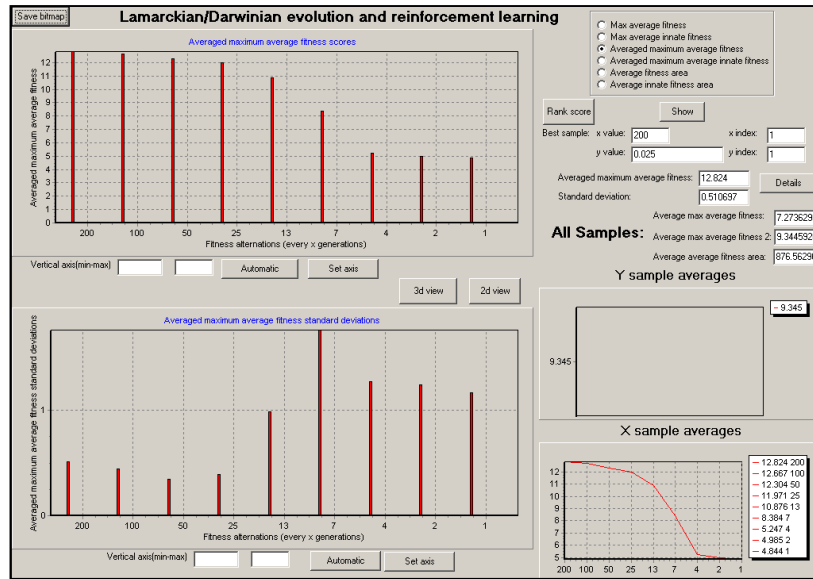 Save bitmap
Lamarckian/Darwinian evolution and reinforcement learning
Averaged maximum average fitness scores
Averaged maximum average fitness
12
11
10
9
8
7
6
5
4
3
2
1
0
200 100 50 25 13 7 4 2 1
Fitness alternations (every x generations)
Vertical axis(min-max)
Automatic
Set axis
3d view
2d view
Averaged maximum average fitness standard deviations
Averaged maximum average fitness standard deviations
1
0
200 100 50 25 13 7 4 2 1
Fitness alternations (every x generations)
Vertical axis(min-max)
Automatic
Set axis
Max average fitness
Max average innate fitness
Averaged maximum average fitness
Averaged maximum average innate fitness
Average fitness area
Average innate fitness area
Rank score
Show
Best sample: x value: 200 x index: 1
y value: 0.025 y index: 1
Averaged maximum average fitness: 12.824
Standard deviation: 0.510697
Details
All Samples:
Average max average fitness: 7.273629
Average max average fitness 2: 9.344592
Average average fitness area: 876.5629
Y sample averages
9.345
9.345
X sample averages
12
11
10
9
8
7
6
5
200 100 50 25 13 7 4 2 1
12.824 200
12.667 100
12.304 50
11.971 25
10.876 13
8.384 7
5.247 4
4.985 2
4.844 1